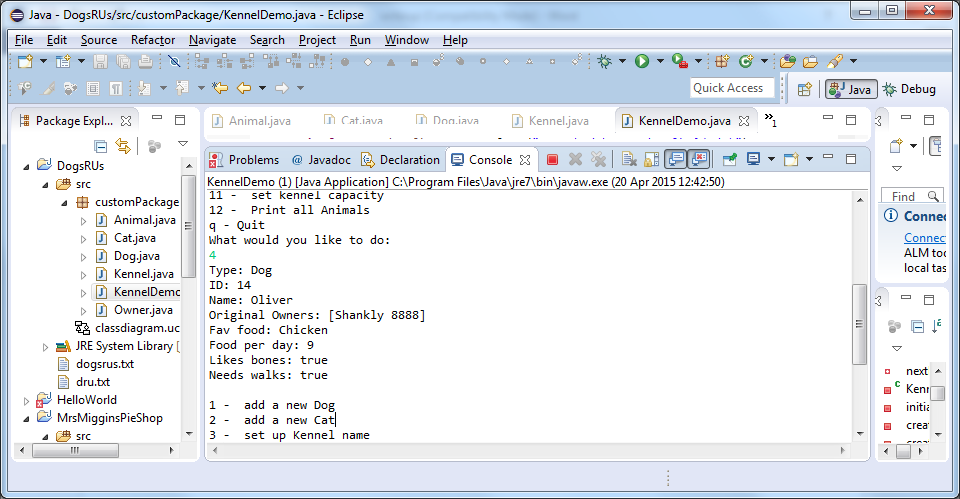 Java - DogsRUs/src/customPackage/KennelDemo.java - Eclipse
File Edit Source Refactor Navigate Search Project Run Window Help
Quick Access Java Debug
Package Expl... Animal.java Cat.java Dog.java Kennel.java KennelDemo.java »1
DogsRUs
src
customPackage
Animal.java
Cat.java
Dog.java
Kennel.java
KennelDemo
Owner.java
classdiagram.uc
JRE System Library [
dogsrus.txt
dru.txt
HelloWorld
MrsMigginsPieShop
src
Problems @ Javadoc Declaration Console
KennelDemo (1) [Java Application] C:\Program Files\Java\jre7\bin\javaw.exe (20 Apr 2015 12:42:50)
11 -  set kennel capacity
12 -  Print all Animals
q - Quit
What would you like to do:
4
Type: Dog
ID: 14
Name: Oliver
Original Owners: [Shankly 8888]
Fav food: Chicken
Food per day: 9
Likes bones: true
Needs walks: true
1 -  add a new Dog
2 -  add a new Cat
3 -  set up Kennel name
Find
Connec
Connect
ALM too
local tas
next
Kenn
initia
creat